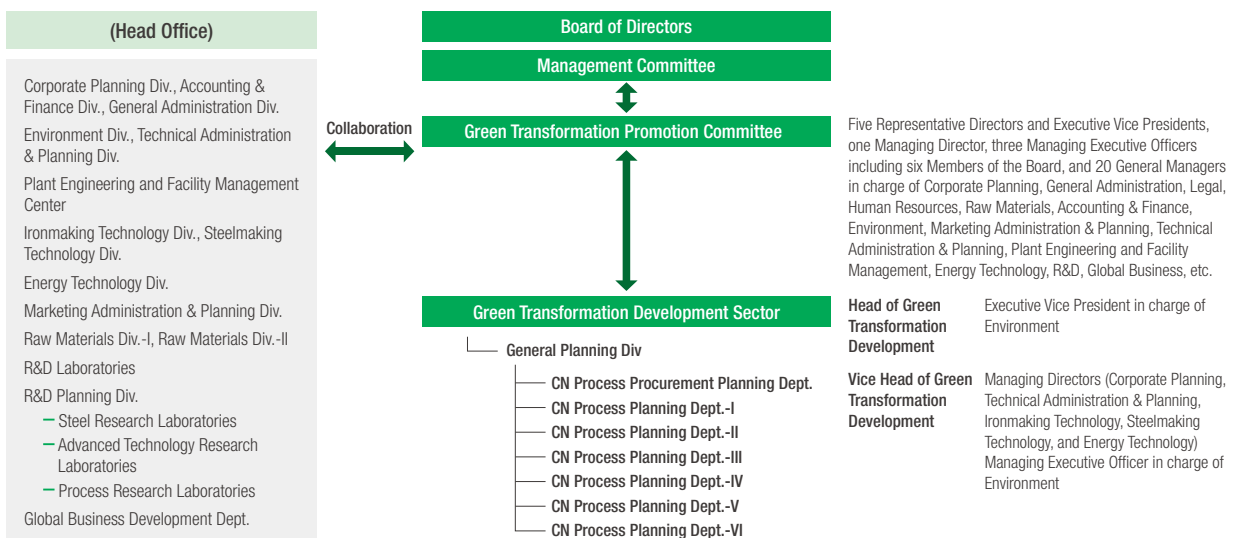 (Head Office)
Corporate Planning Div., Accounting &
Finance Div., General Administration Div.
Environment Div., Technical Administration
& Planning Div.
Plant Engineering and Facility Management
Center
Ironmaking Technology Div., Steelmaking
Technology Div.
Energy Technology Div.
Marketing Administration & Planning Div.
Raw Materials Div.-I, Raw Materials Div.-II
R&D Laboratories
R&D Planning Div.
– Steel Research Laboratories
– Advanced Technology Research
Laboratories
– Process Research Laboratories
Global Business Development Dept.
Collaboration
Board of Directors
Management Committee
Green Transformation Promotion Committee
Green Transformation Development Sector
General Planning Div
CN Process Procurement Planning Dept.
CN Process Planning Dept.-I
CN Process Planning Dept.-II
CN Process Planning Dept.-III
CN Process Planning Dept.-IV
CN Process Planning Dept.-V
CN Process Planning Dept.-VI
Five Representative Directors and Executive Vice Presidents,
one Managing Director, three Managing Executive Officers
including six Members of the Board, and 20 General Managers
in charge of Corporate Planning, General Administration, Legal,
Human Resources, Raw Materials, Accounting & Finance,
Environment, Marketing Administration & Planning, Technical
Administration & Planning, Plant Engineering and Facility
Management, Energy Technology, R&D, Global Business, etc.
Head of Green
Transformation
Development
Executive Vice President in charge of
Environment
Vice Head of Green
Transformation
Development
Managing Directors (Corporate Planning,
Technical Administration & Planning,
Ironmaking Technology, Steelmaking
Technology, and Energy Technology)
Managing Executive Officer in charge of
Environment